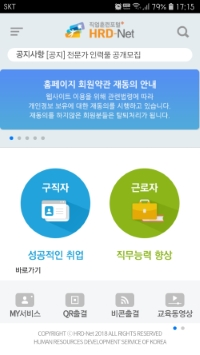 SKT
78%
17:15
직업훈련포털
HRD-Net
공지사항 [공지] 전문가 인력풀 공개모집
홈페이지 회원약관 재동의 안내
웹사이트 이용을 위해 관련법령에 따라
개인정보 보유에 대한 재동의를 시행하고 있습니다.
재동의를 하지않은 회원분들은 탈퇴처리가 됩니다.
구직자
근로자
성공적인 취업
직무능력 향상
바로가기
MY서비스
QR출결
비콘출결
교육동영상
COPYRIGHT ⓒ HRD-Net 2018 ALL RIGHTS RESERVED
HUMAN RESOURCES DEVELOPMENT SERVICE OF KOREA